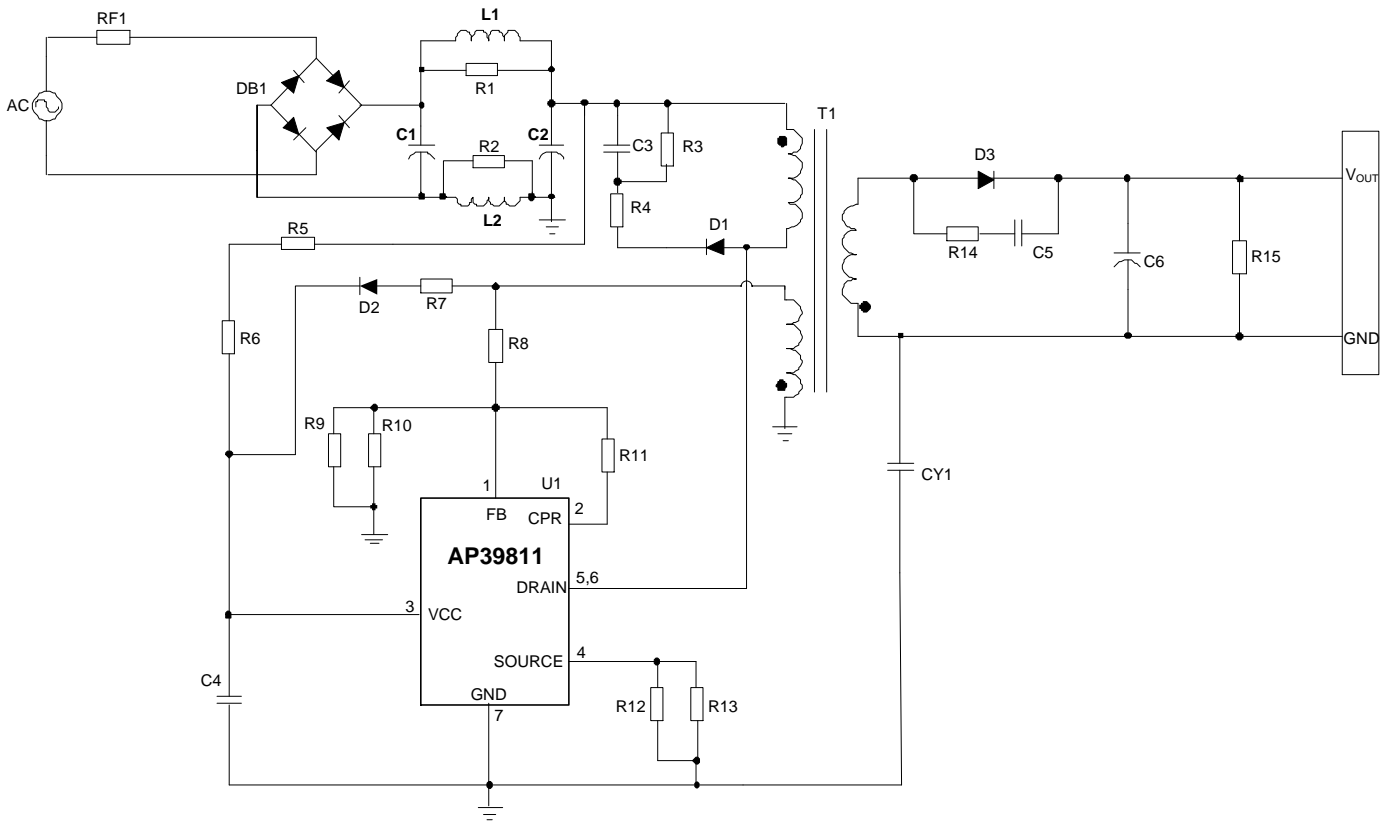 L1
RF1
T1
DB1
R1
AC
C1
R2
C2
C3
R3
D3
VOUT
R4
L2
D1
R5
R14
C5
C6
R15
D2
R7
R6
R8
GND
R9
R10
R11
1
U1
CY1
FB
CPR
2
AP39811
DRAIN
5,6
3
VCC
SOURCE
4
C4
GND
7
R12
R13